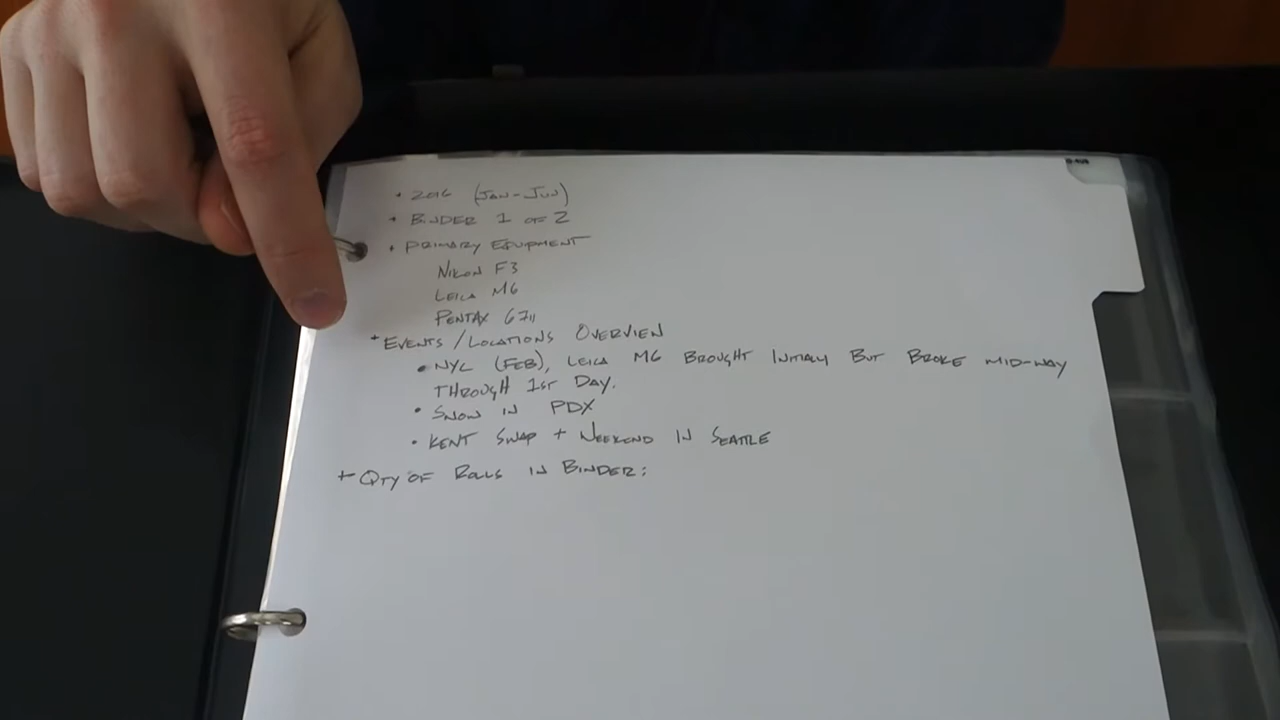 + 2016 (JAN-JUN)
+ BINDER 1 OF 2
+ PRIMARY EQUIPMENT
NIKON F3
LEICA M6
PENTAX 67II
+ EVENTS / LOCATIONS OVERVIEW
• NYC (FEB), LEICA M6 BROUGHT INITIALY BUT BROKE MID-WAY
THROUGH 1ST DAY.
• SNOW IN PDX
• KENT SWAP + WEEKEND IN SEATTLE
+ QTY OF ROLLS IN BINDER: